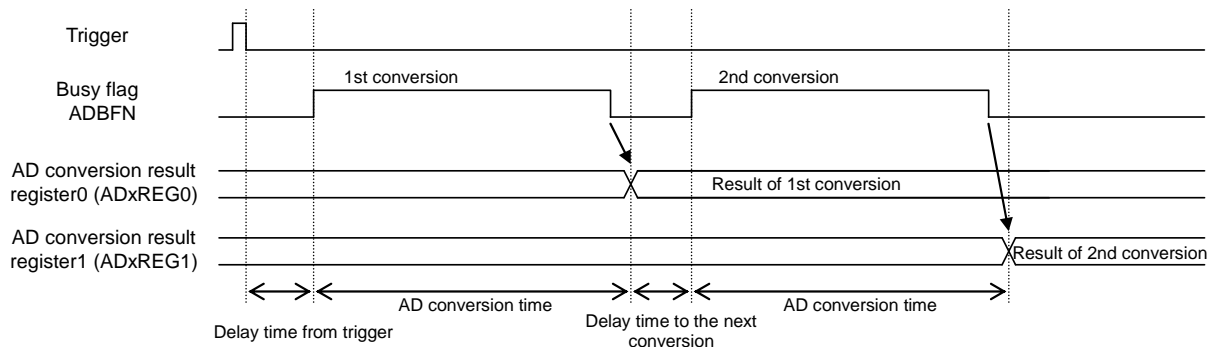 Trigger
Busy flag
ADBFN
1st conversion
2nd conversion
AD conversion result
register0 (ADxREG0)
Result of 1st conversion
AD conversion result
register1 (ADxREG1)
Result of 2nd conversion
AD conversion time
AD conversion time
Delay time from trigger
Delay time to the next
conversion